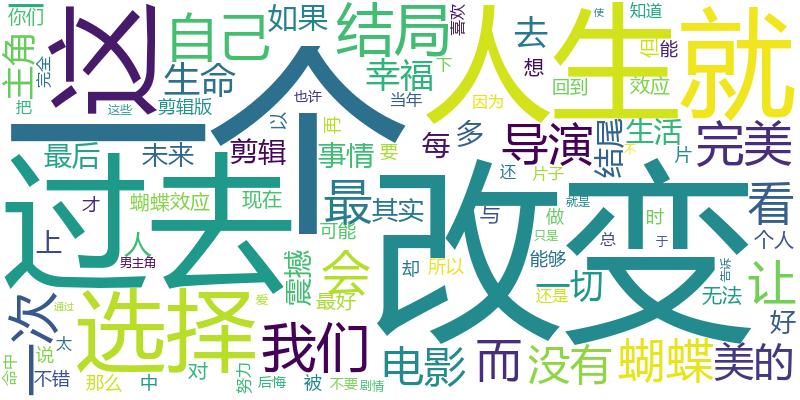 你们
主角
完全
把
这
自己
生命
剪辑版
这些
如果
一个
也许
结局
喜欢
幸福
下
当年
人生
因为
去
想
使
回到
知道
但
能
效应
就
最后
未来
剪辑
以
再
事情
要
每
多
导演
还
片子
结尾
生活
不
片
完美
过去
才
蝴蝶效应
现在
上
人
男主角
震撼
可能
最
其实
会
最好
却
所以
改变
与
做
就是
只是
能够
还是
总
时
于
一切
告诉
看
个人
无法
让
好
一次
命中
说
不错
太
通过
选择
那么
中
爱
对
努力
后悔
我们
被
不要
剧情
电影
而
没有
蝴蝶
美的